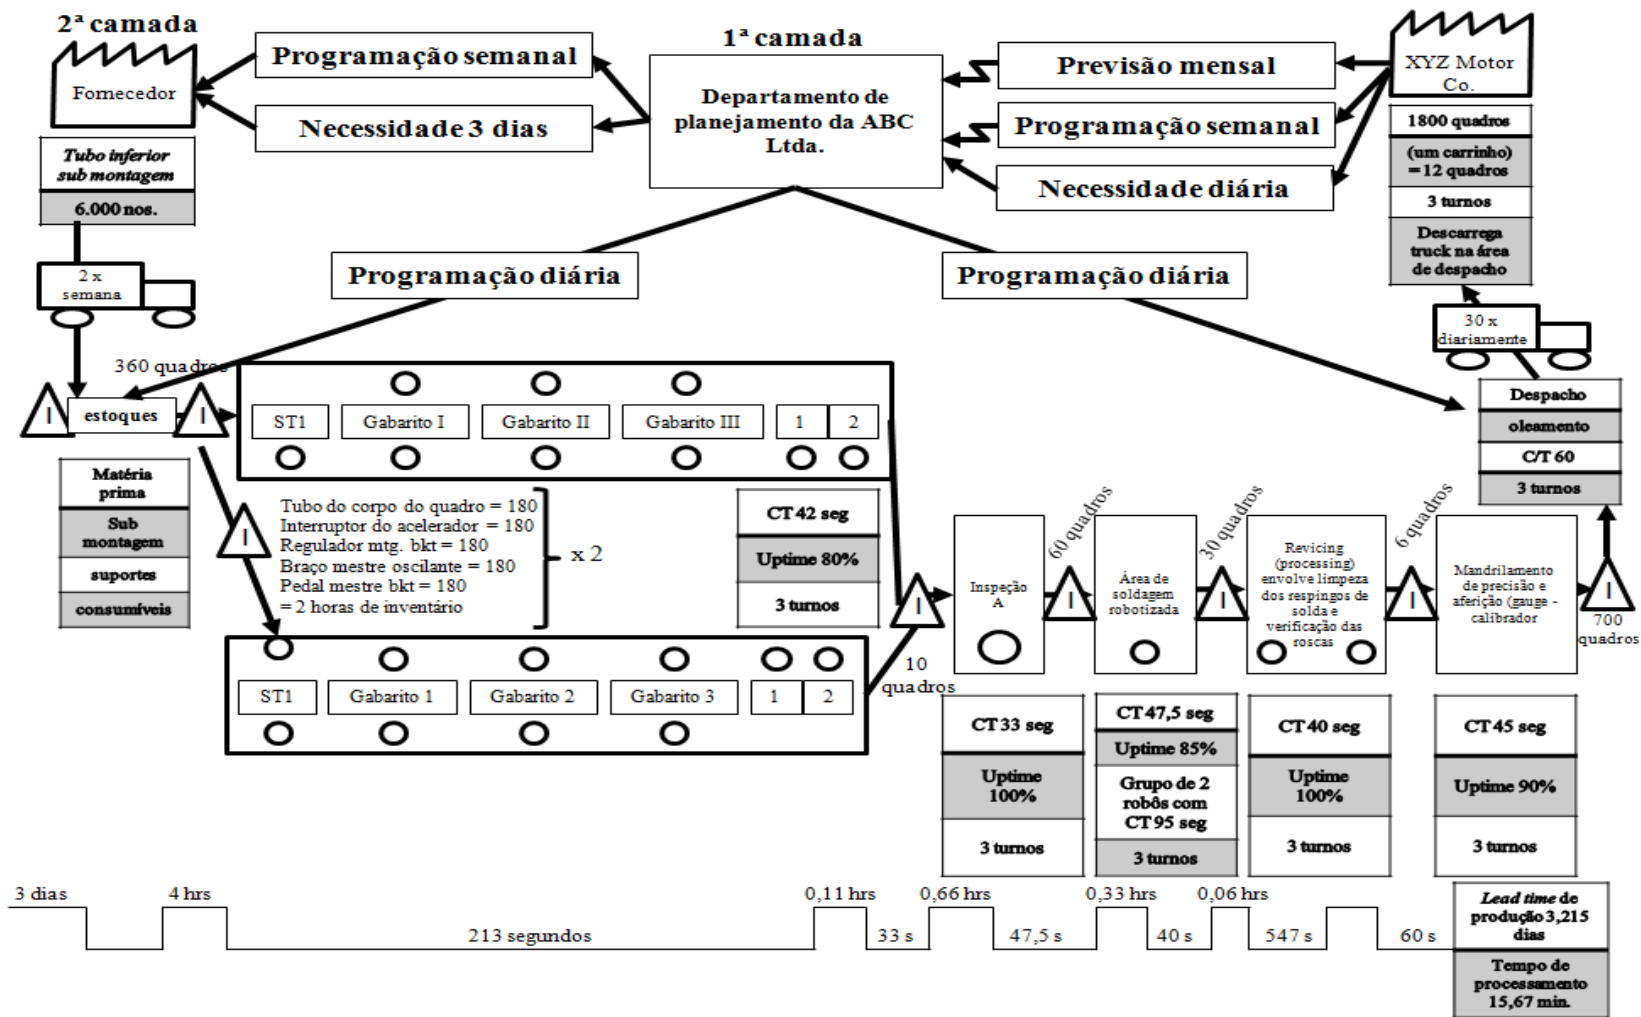 2ª camada
Fornecedor
Programação semanal
Necessidade 3 dias
1ª camada
Departamento de
planejamento da ABC
Ltda.
Previsão mensal
Programação semanal
Necessidade diária
XYZ Motor
Co.
1800 quadros
(um carrinho)
= 12 quadros
3 turnos
Descarrega
truck na área
de despacho
Tubo inferior
sub montagem
6.000 nos.
2 x
semana
Programação diária
Programação diária
30 x
diariamente
360 quadros
I
estoques
I
ST1
Gabarito I
Gabarito II
Gabarito III
1
2
Despacho
oleamento
C/T 60
3 turnos
Matéria
prima
Sub
montagem
suportes
consumíveis
I
Tubo do corpo do quadro = 180
Interruptor do acelerador = 180
Regulador mtg. bkt = 180
Braço mestre oscilante = 180
Pedal mestre bkt = 180
= 2 horas de inventário
x 2
CT 42 seg
Uptime 80%
3 turnos
I
10
quadros
Inspeção
A
60 quadros
I
Área de
soldagem
robotizada
30 quadros
I
Revicing
(processing)
envolve limpeza
dos respingos de
solda e
verificação das
roscas
6 quadros
I
Mandrilamento
de precisão e
aferição (gauge -
calibrador
I
700
quadros
ST1
Gabarito 1
Gabarito 2
Gabarito 3
1
2
CT 33 seg
Uptime
100%
3 turnos
CT 47,5 seg
Uptime 85%
Grupo de 2
robôs com
CT 95 seg
3 turnos
CT 40 seg
Uptime
100%
3 turnos
CT 45 seg
Uptime 90%
3 turnos
3 dias
4 hrs
213 segundos
0,11 hrs
33 s
0,66 hrs
47,5 s
0,33 hrs
40 s
0,06 hrs
547 s
60 s
Lead time de
produção 3,215
dias
Tempo de
processamento
15,67 min.